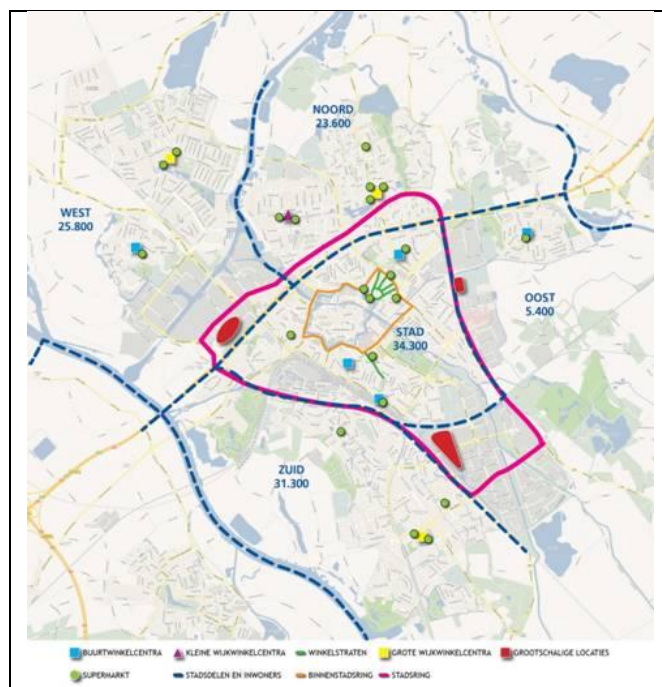 NOORD
23.600
WEST
25.800
OOST
5.400
STAD
34.300
ZUID
31.300
BUURTWINKELCENTRA KLEINE WIJKWINKELCENTRA WINKELSTRATEN GROTE WIJKWINKELCENTRA GROOTSCHALIGE LOCATIES
SUPERMARKT STADSDELEN EN INWONERS BINNENSTADSRING STADSRING